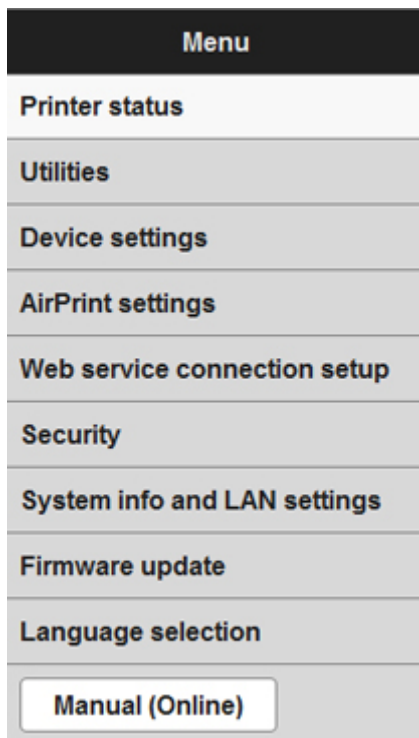 Menu
Printer status
Utilities
Device settings
AirPrint settings
Web service connection setup
Security
System info and LAN settings
Firmware update
Language selection
Manual (Online)